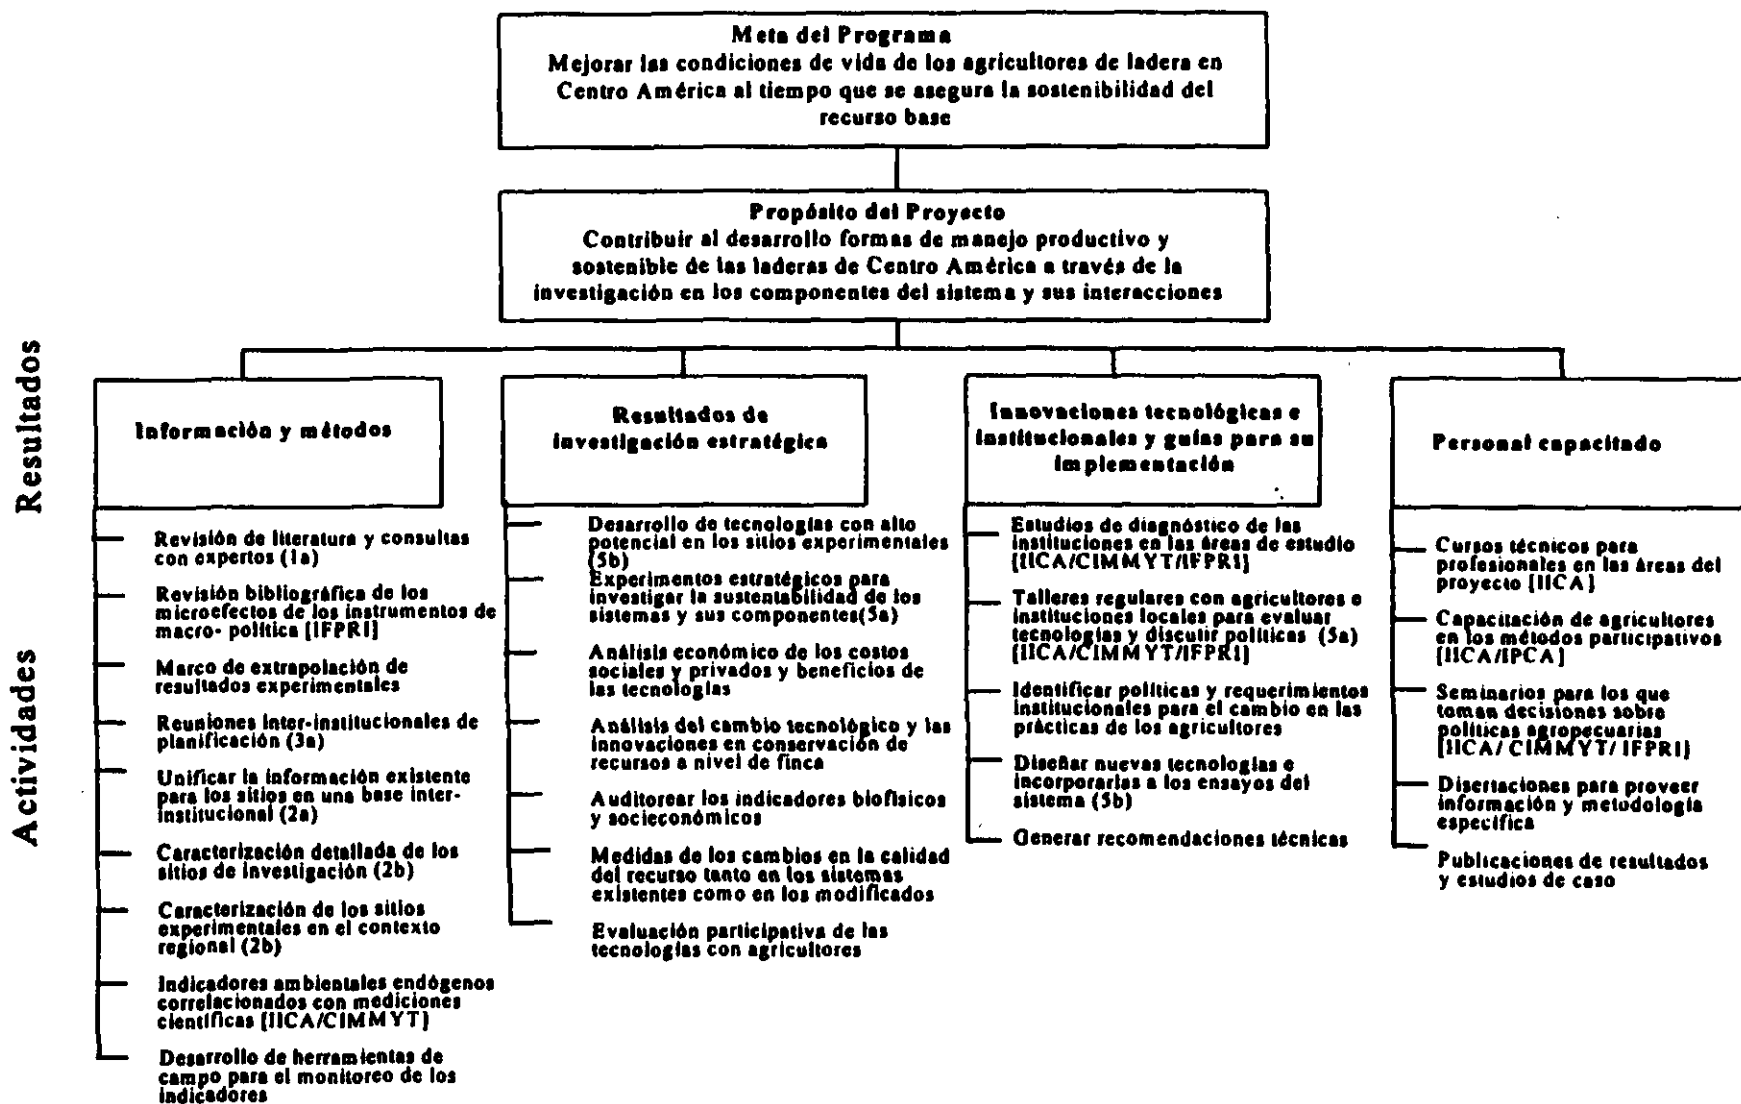 Meta del Programa
Mejorar las condiciones de vida de los agricultores de ladera en
Centro América al tiempo que se asegura la sostenibilidad del
recurso base
Propósito del Proyecto
Contribuir al desarrollo formas de manejo productivo y
sostenible de las laderas de Centro América a través de la
investigación en los componentes del sistema y sus interacciones
Resultados
Información y métodos
Resultados de
investigación estratégica
Innovaciones tecnológicas e
institucionales y guías para su
implementación
Personal capacitado
Actividades
Revisión de literatura y consultas
con expertos (1a)
Revisión bibliográfica de los
microefectos de los instrumentos de
macro- política [IFPRI]
Marco de extrapolación de
resultados experimentales
Reuniones inter-institucionales de
planificación (3a)
Unificar la información existente
para los sitios en una base inter-
institucional (2a)
Caracterización detallada de los
sitios de investigación (2b)
Caracterización de los sitios
experimentales en el contexto
regional (2b)
Indicadores ambientales endógenos
correlacionados con mediciones
científicas [IICA/CIMMYT]
Desarrollo de herramientas de
campo para el monitoreo de los
indicadores
Desarrollo de tecnologías con alto
potencial en los sitios experimentales
(5b)
Experimentos estratégicos para
investigar la sustentabilidad de los
sistemas y sus componentes(5a)
Análisis económico de los costos
sociales y privados y beneficios de
las tecnologías
Análisis del cambio tecnológico y las
innovaciones en conservación de
recursos a nivel de finca
Auditorear los indicadores biofísicos
y socieconómicos
Medidas de los cambios en la calidad
del recurso tanto en los sistemas
existentes como en los modificados
Evaluación participativa de las
tecnologías con agricultores
Estudios de diagnóstico de las
instituciones en las áreas de estudio
[IICA/CIMMYT/IFPRI]
Talleres regulares con agricultores e
instituciones locales para evaluar
tecnologías y discutir políticas (5a)
[IICA/CIMMYT/IFPRI]
Identificar políticas y requerimientos
institucionales para el cambio en las
prácticas de los agricultores
Diseñar nuevas tecnologías e
incorporarlas a los ensayos del
sistema (5b)
Generar recomendaciones técnicas
Cursos técnicos para
profesionales en las áreas del
proyecto [IICA]
Capacitación de agricultores
en los métodos participativos
[IICA/IPCA]
Seminarios para los que
toman decisiones sobre
políticas agropecuarias
[IICA/ CIMMYT/ IFPRI]
Disertaciones para proveer
información y metodología
específica
Publicaciones de resultados
y estudios de caso